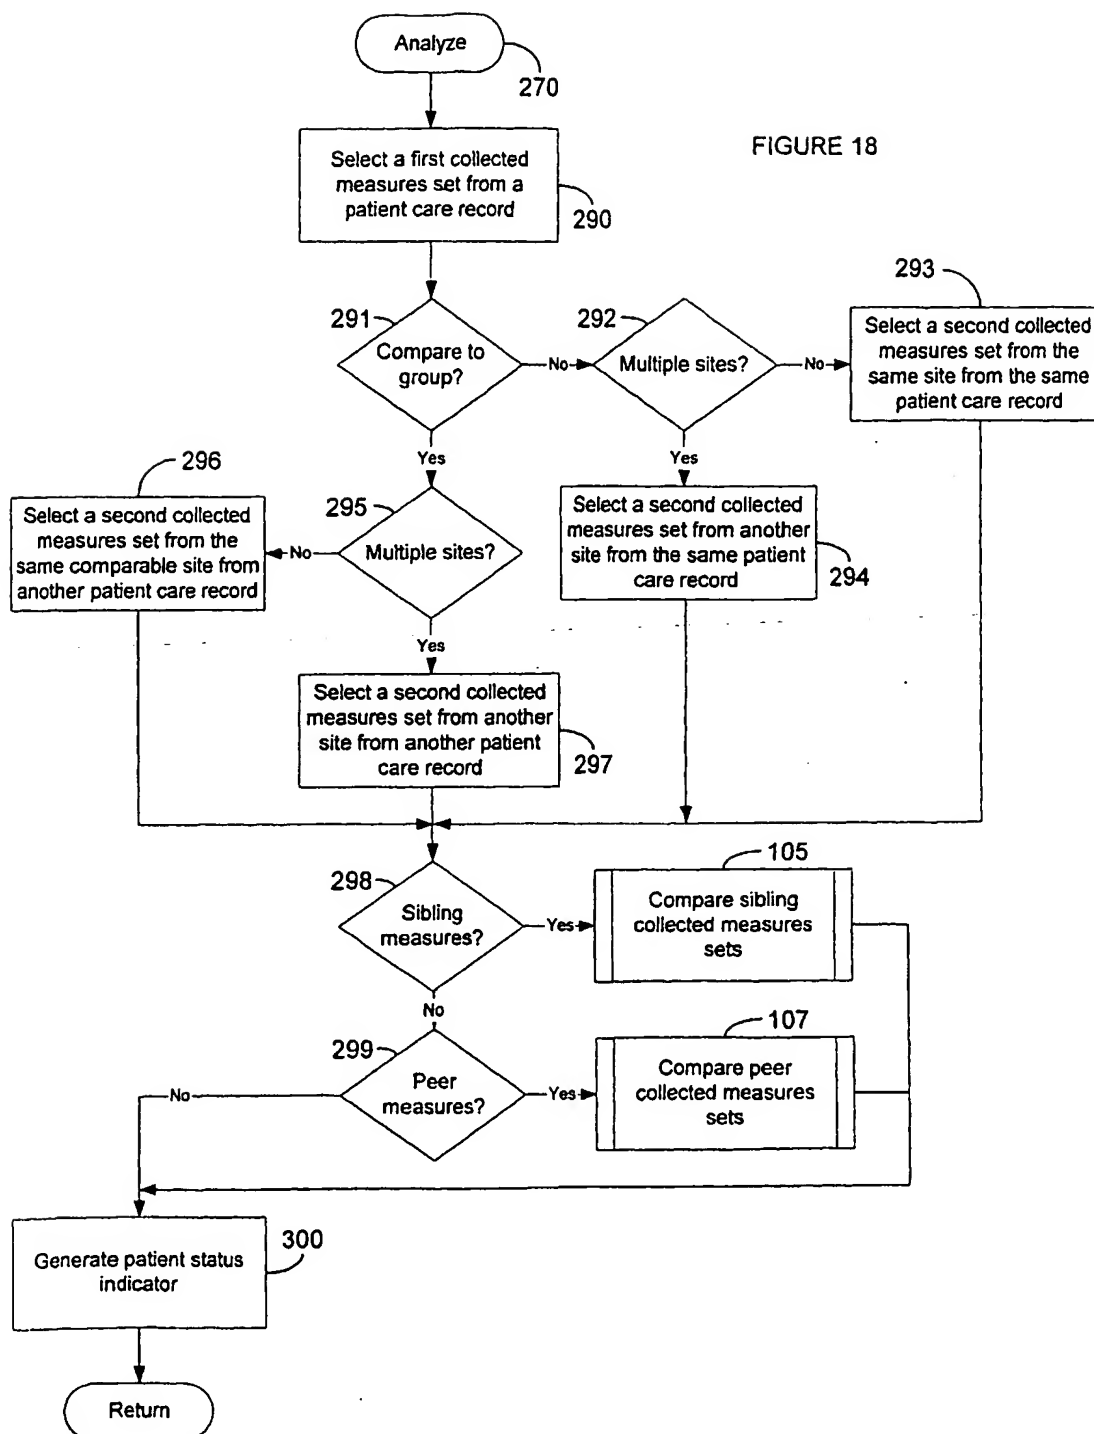 Analyze
270
FIGURE 18
Select a first collected
measures set from a
patient care record
290
291
Compare to
group?
No
292
Multiple sites?
No
293
Select a second collected
measures set from the
same site from the same
patient care record
Yes
Yes
296
Select a second collected
measures set from the
same comparable site from
another patient care record
No
295
Multiple sites?
Select a second collected
measures set from another
site from the same patient
care record
294
Yes
Select a second collected
measures set from another
site from another patient
care record
297
298
Sibling
measures?
Yes
105
Compare sibling
collected measures
sets
No
299
Peer
measures?
No
Yes
107
Compare peer
collected measures
sets
Generate patient status
indicator
300
Return